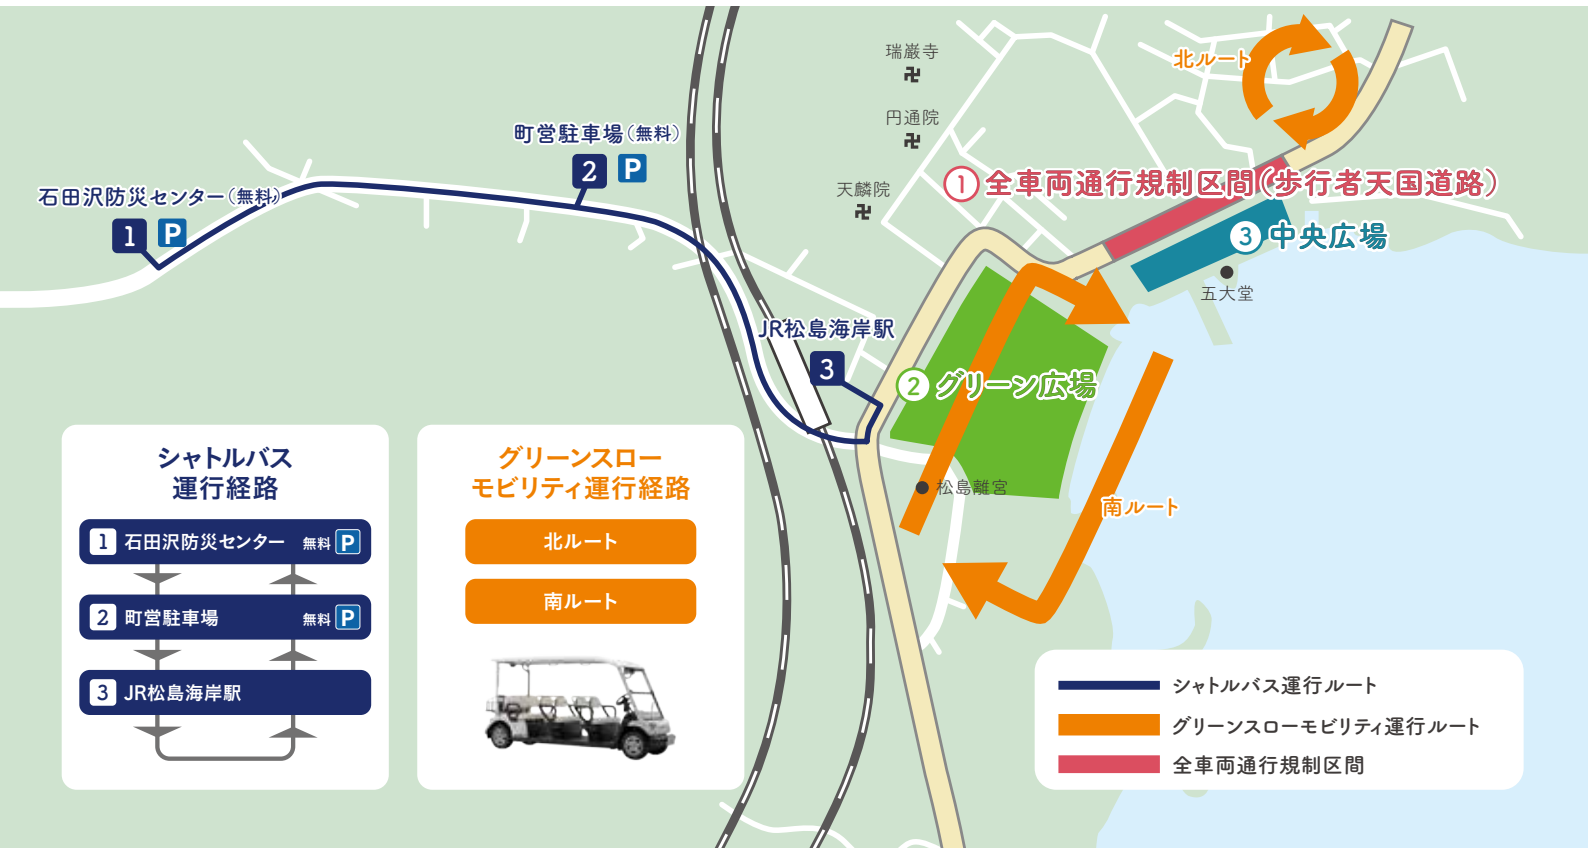 瑞巌寺
円通院
天麟院
北ルート
町営駐車場(無料)
2 P
石田沢防災センター(無料)
1 P
①全車両通行規制区間(歩行者天国道路)
③中央広場
五大堂
JR松島海岸駅
3
②グリーン広場
松島離宮
南ルート
シャトルバス
運行経路
1 石田沢防災センター 無料 P
2 町営駐車場 無料 P
3 JR松島海岸駅
グリーンスロー
モビリティ運行経路
北ルート
南ルート
シャトルバス運行ルート
グリーンスローモビリティ運行ルート
全車両通行規制区間